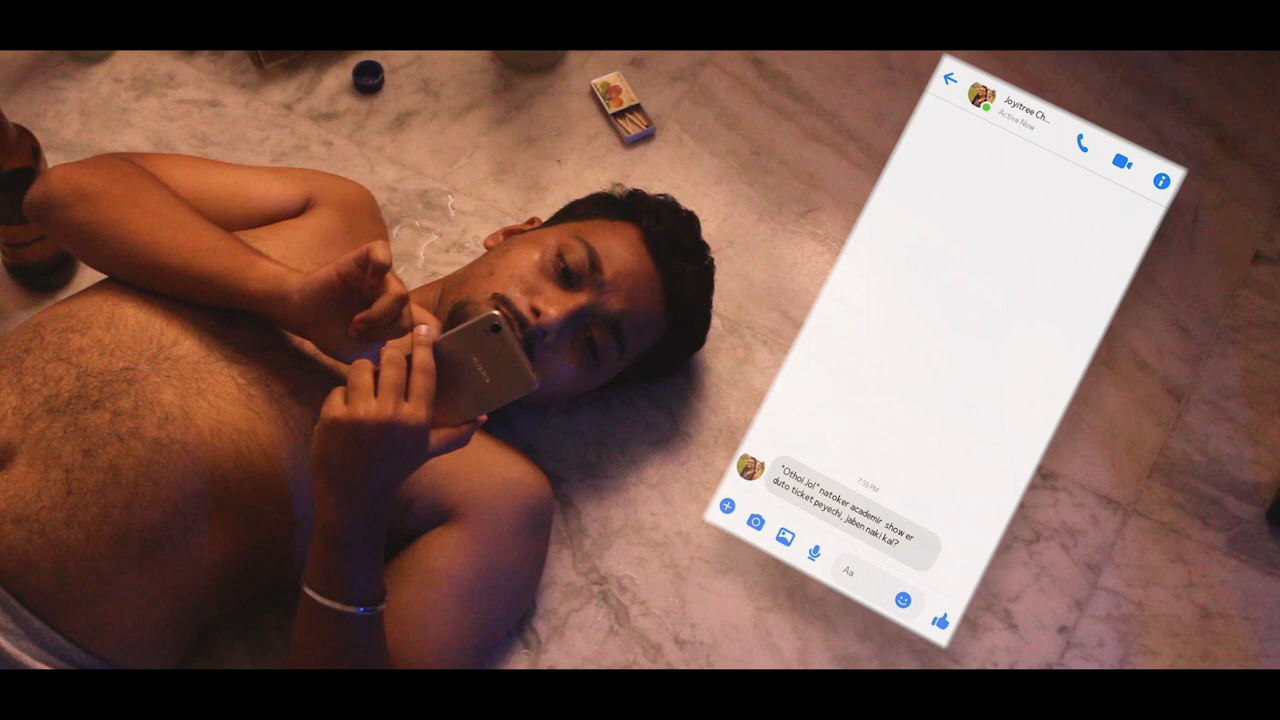 Joyitree Ch...
Active Now
7:55 PM
"Othoi Jol" natoker academir show er
duto ticket peyechi, jaben naki kal?
Aa
oppo